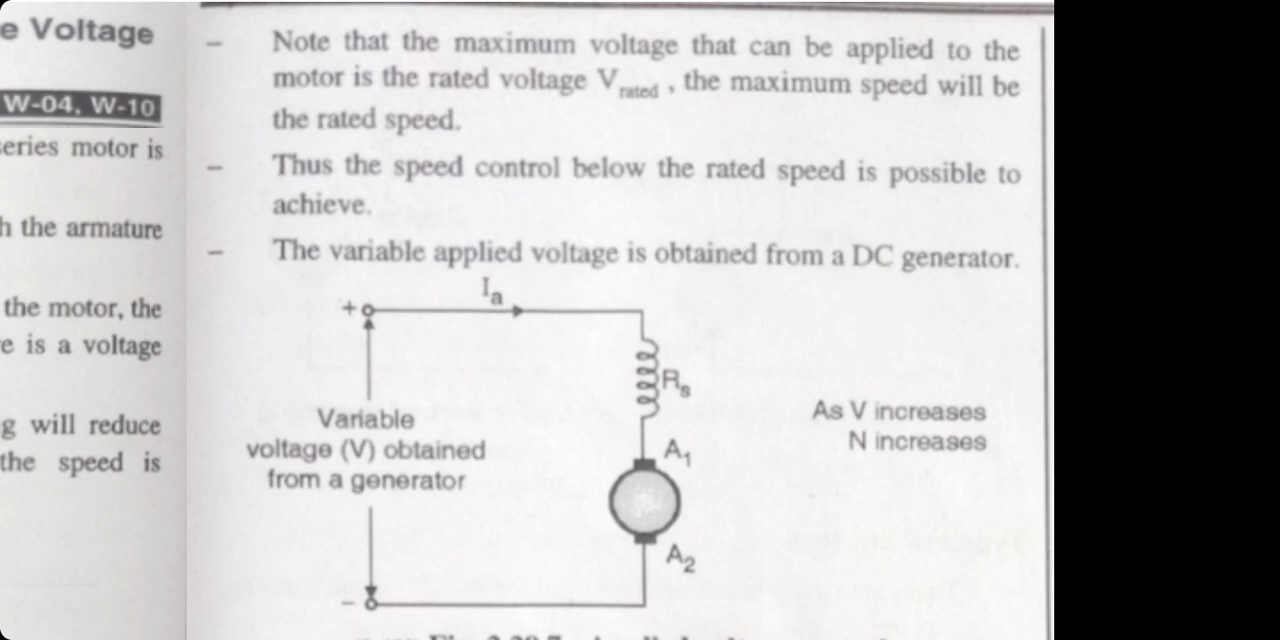 e Voltage
W-04, W-10
series motor is
h the armature
the motor, the
e is a voltage
g will reduce
the speed is
– Note that the maximum voltage that can be applied to the
motor is the rated voltage Vrated , the maximum speed will be
the rated speed.
– Thus the speed control below the rated speed is possible to
achieve.
– The variable applied voltage is obtained from a DC generator.
Ia
+
Rs
Variable
voltage (V) obtained
from a generator
As V increases
N increases
A1
A2
–